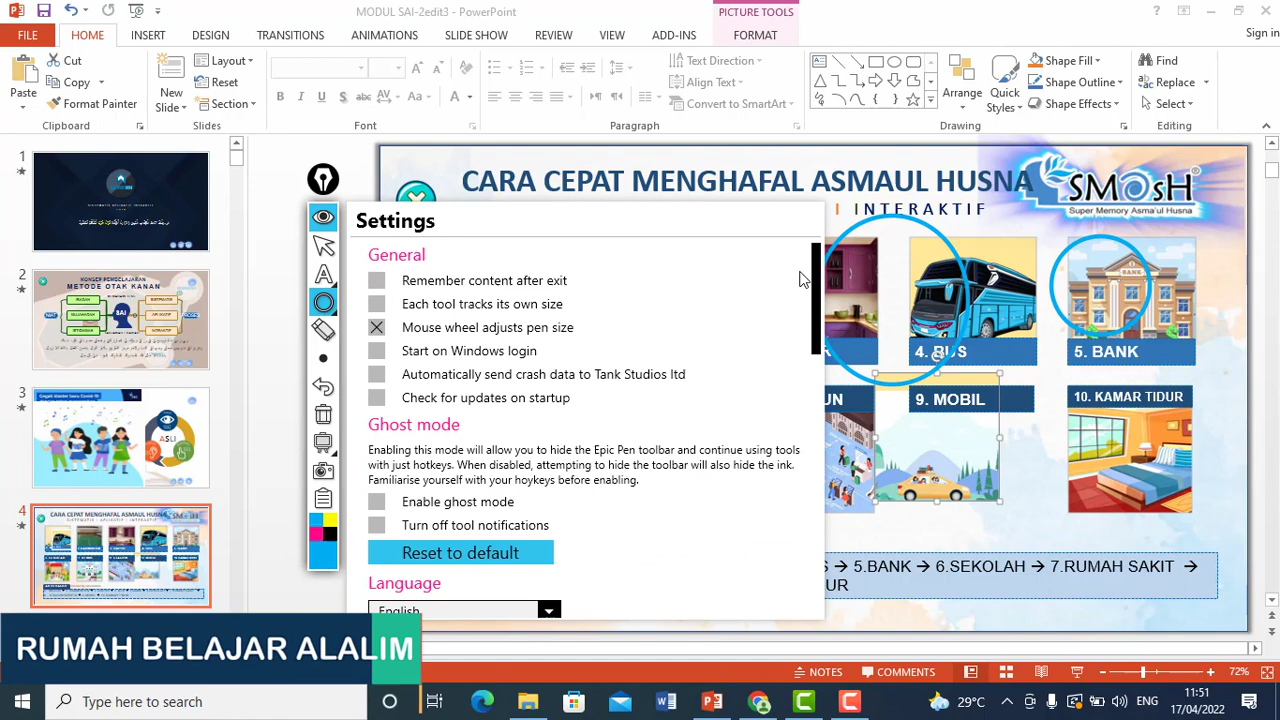 MODUL SAI-2edit3 - PowerPoint
PICTURE TOOLS
FILE
HOME
INSERT
DESIGN
TRANSITIONS
ANIMATIONS
SLIDE SHOW
REVIEW
VIEW
ADD-INS
FORMAT
Sign in
Paste
Cut
Copy
Format Painter
Clipboard
New Slide
Layout
Reset
Section
Slides
Font
Text Direction
Align Text
Convert to SmartArt
Paragraph
Arrange
Quick Styles
Shape Fill
Shape Outline
Shape Effects
Drawing
Find
Replace
Select
Editing
1
2
KONSEP PEMBELAJARAN
METODE OTAK KANAN
SAI
3
ASLI
4
CARA CEPAT MENGHAFAL ASMAUL HUSNA
CARA CEPAT MENGHAFAL ASMAUL HUSNA
I INTERAKTIF
SMOSH®
Super Memory Asma'ul Husna
BANK
4. BUS
5. BANK
UN
9. MOBIL
10. KAMAR TIDUR
S → 5.BANK → 6.SEKOLAH → 7.RUMAH SAKIT →
UR
Settings
General
Remember content after exit
Each tool tracks its own size
Mouse wheel adjusts pen size
Start on Windows login
Automatically send crash data to Tank Studios ltd
Check for updates on startup
Ghost mode
Enabling this mode will allow you to hide the Epic Pen toolbar and continue using tools
with just hotkeys. When disabled, attempting to hide the toolbar will also hide the ink.
Familiarise yourself with your hoykeys before enabling.
Enable ghost mode
Turn off tool notifications
Reset to default
Language
English
RUMAH BELAJAR ALALIM
NOTES
COMMENTS
72%
Type here to search
29°C
ENG
11:51
17/04/2022